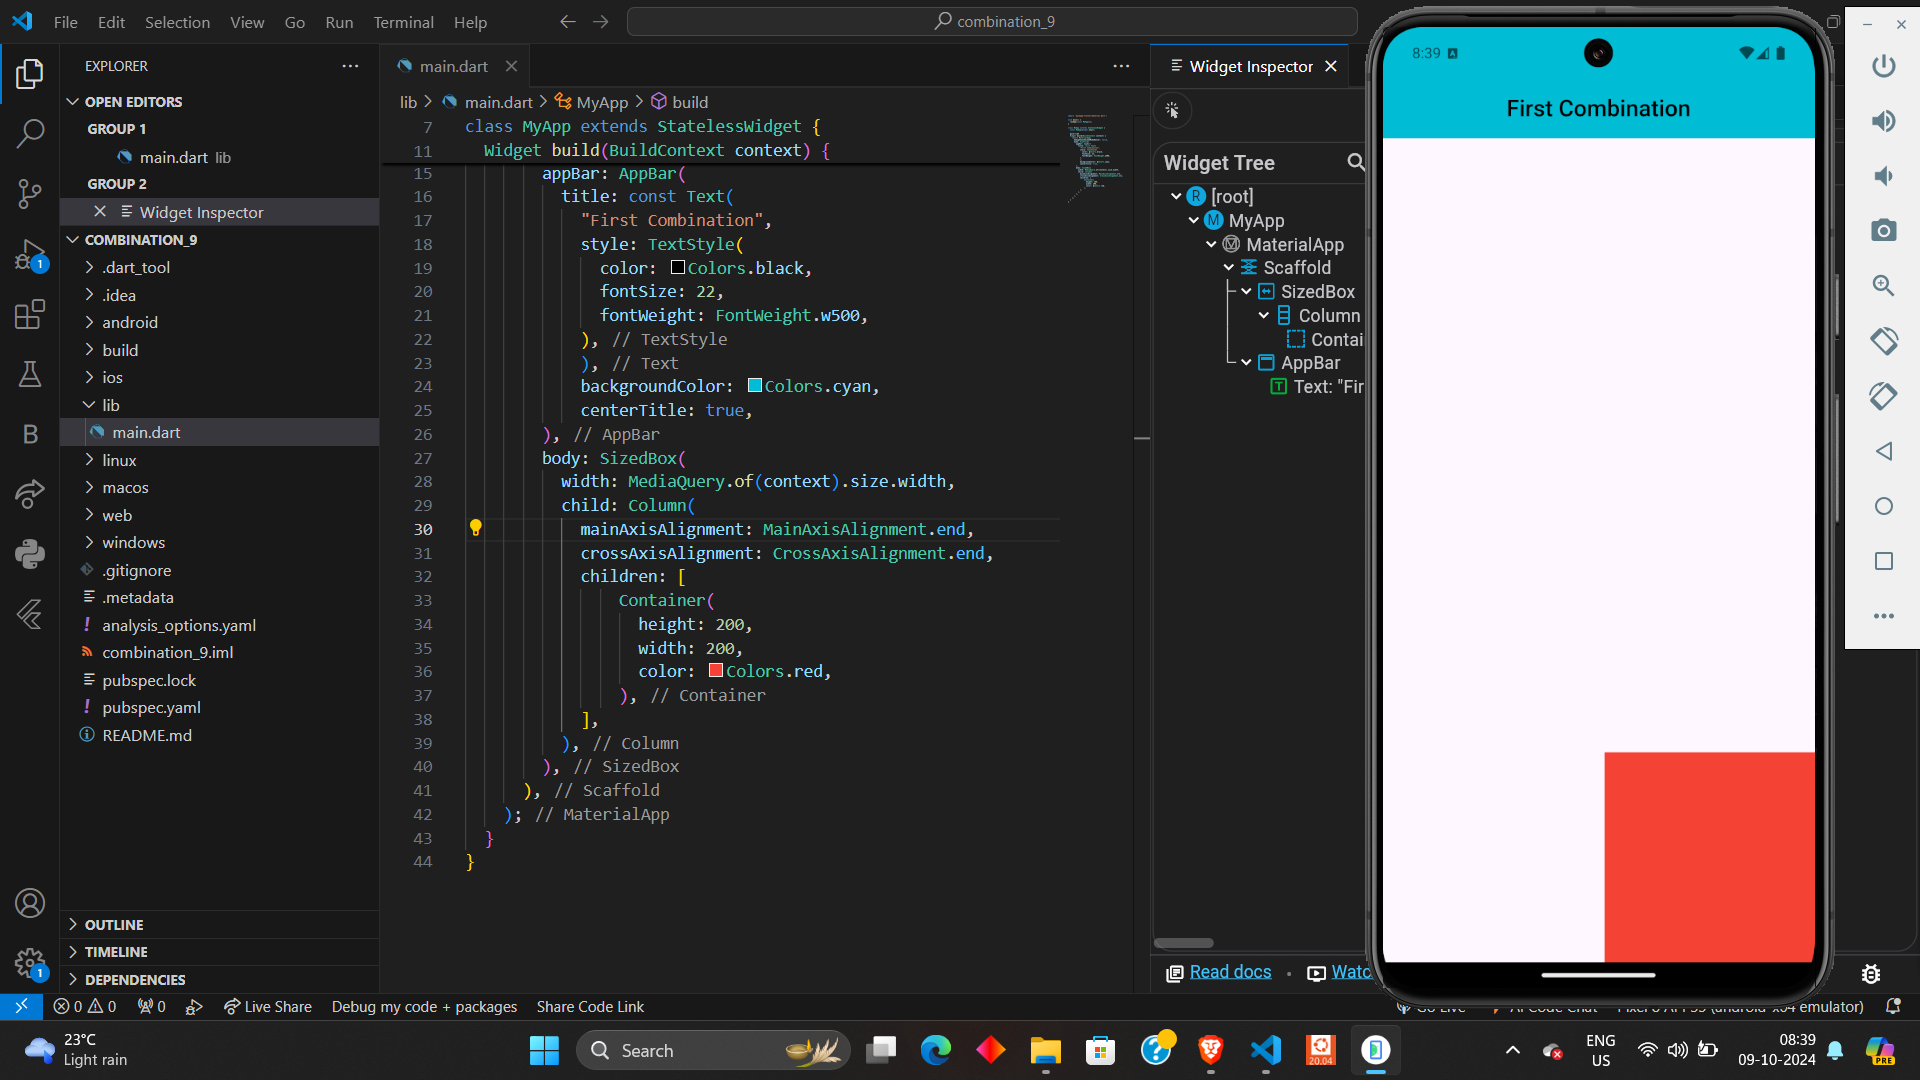 File Edit Selection View Go Run Terminal Help
combination_9
EXPLORER
OPEN EDITORS
GROUP 1
main.dart lib
GROUP 2
Widget Inspector
COMBINATION_9
.dart_tool
.idea
android
build
ios
lib
main.dart
linux
macos
web
windows
.gitignore
.metadata
analysis_options.yaml
combination_9.iml
pubspec.lock
pubspec.yaml
README.md
OUTLINE
TIMELINE
DEPENDENCIES
main.dart
lib > main.dart > MyApp > build
7 class MyApp extends StatelessWidget {
11 Widget build(BuildContext context) {
15 appBar: AppBar(
16 title: const Text(
17 "First Combination",
18 style: TextStyle(
19 color: Colors.black,
20 fontSize: 22,
21 fontWeight: FontWeight.w500,
22 ), // TextStyle
23 ), // Text
24 backgroundColor: Colors.cyan,
25 centerTitle: true,
26 ), // AppBar
27 body: SizedBox(
28 width: MediaQuery.of(context).size.width,
29 child: Column(
30 mainAxisAlignment: MainAxisAlignment.end,
31 crossAxisAlignment: CrossAxisAlignment.end,
32 children: [
33 Container(
34 height: 200,
35 width: 200,
36 color: Colors.red,
37 ), // Container
38 ],
39 ), // Column
40 ), // SizedBox
41 ), // Scaffold
42 ); // MaterialApp
43 }
44 }
Widget Inspector
Widget Tree
R [root]
M MyApp
MaterialApp
Scaffold
SizedBox
Column
Contai
AppBar
T Text: "Fir
Read docs • Watc
8:39
First Combination
0 0 0 Live Share Debug my code + packages Share Code Link
(android-x64 emulator)
23°C
Light rain
Search
20.04
ENG
US
08:39
09-10-2024
PRE